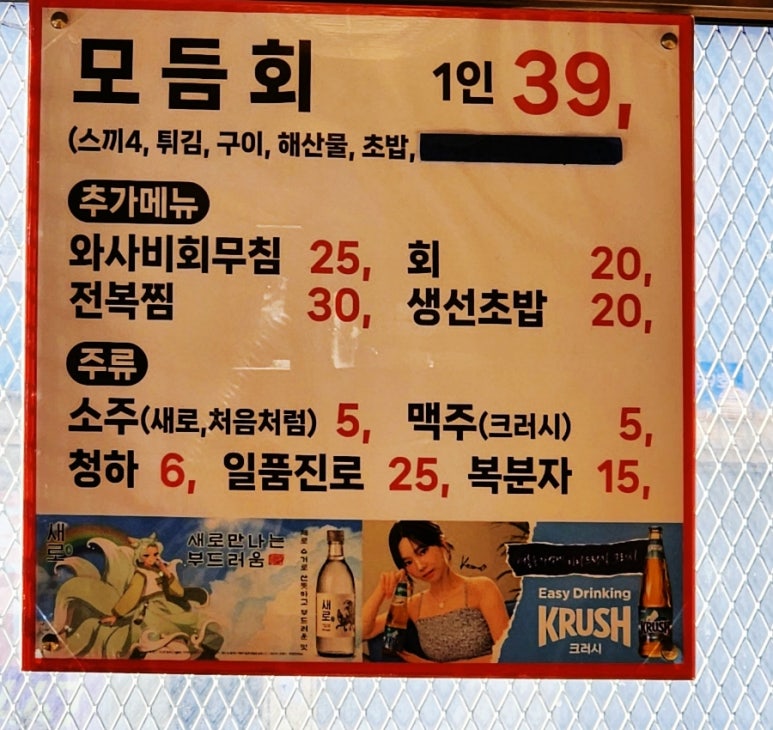 모듬회 1인 39,
(스끼4, 튀김, 구이, 해산물, 초밥,
추가메뉴
와사비회무침 25, 회 20,
전복찜 30, 생선초밥 20,
주류
소주(새로,처음처럼) 5, 맥주(크러시) 5,
청하 6, 일품진로 25, 복분자 15,
새로
새로만나는
부드러움
새로
Easy Drinking
KRUSH
크러시
KRUSH